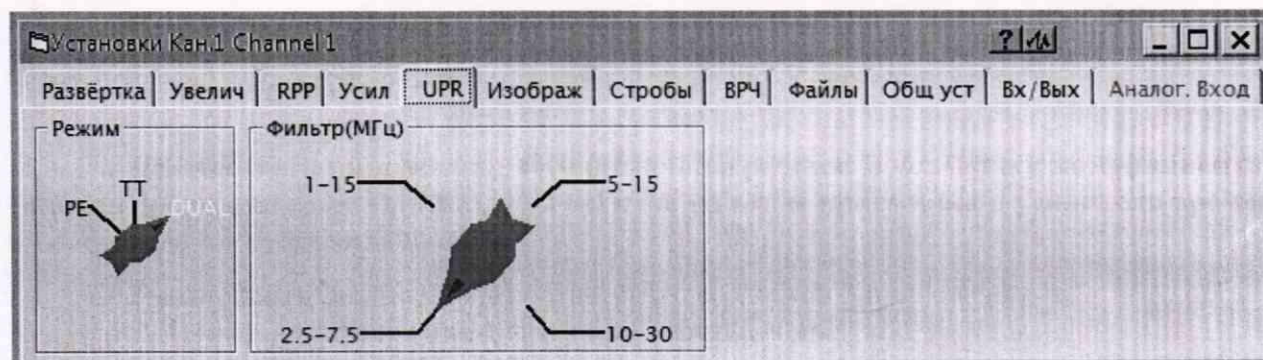 Установки Кан.1 Channel 1
Развёртка Увелич RPP Усил UPR Изображ Стробы ВРЧ Файлы Общ уст Вх/Вых Аналог. Вход
Режим Фильтр(МГц)
TT 1-15 5-15
PE DUAL
2.5-7.5 10-30